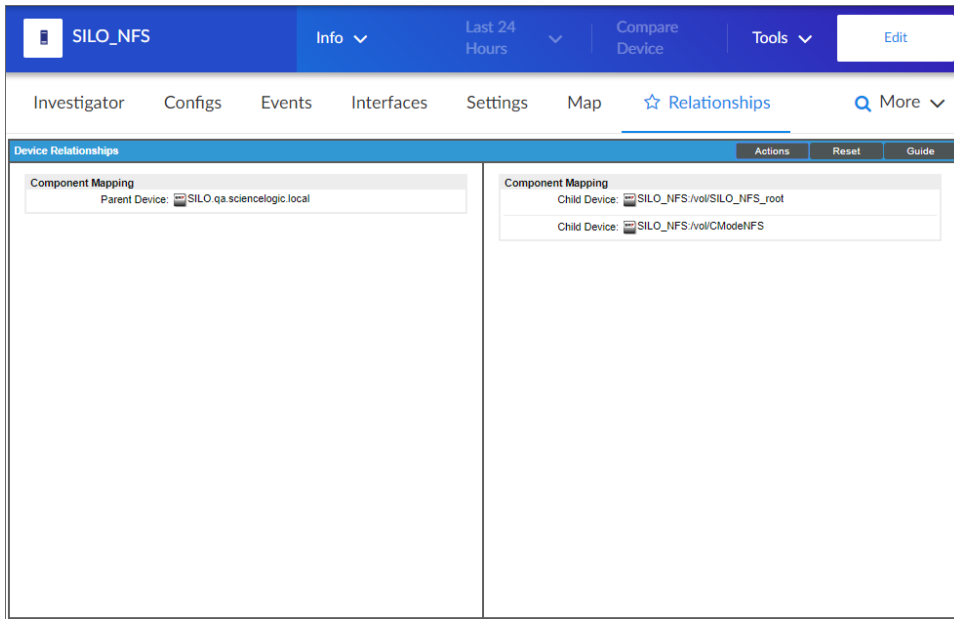 SILO_NFS
Info
Last 24
Hours
Compare
Device
Tools
Edit
Investigator Configs Events Interfaces Settings Map Relationships More
Device Relationships
Actions Reset Guide
Component Mapping
Parent Device: SILO.qa.sciencelogic.local
Component Mapping
Child Device: SILO_NFS:/vol/SILO_NFS_root
Child Device: SILO_NFS:/vol/CModeNFS